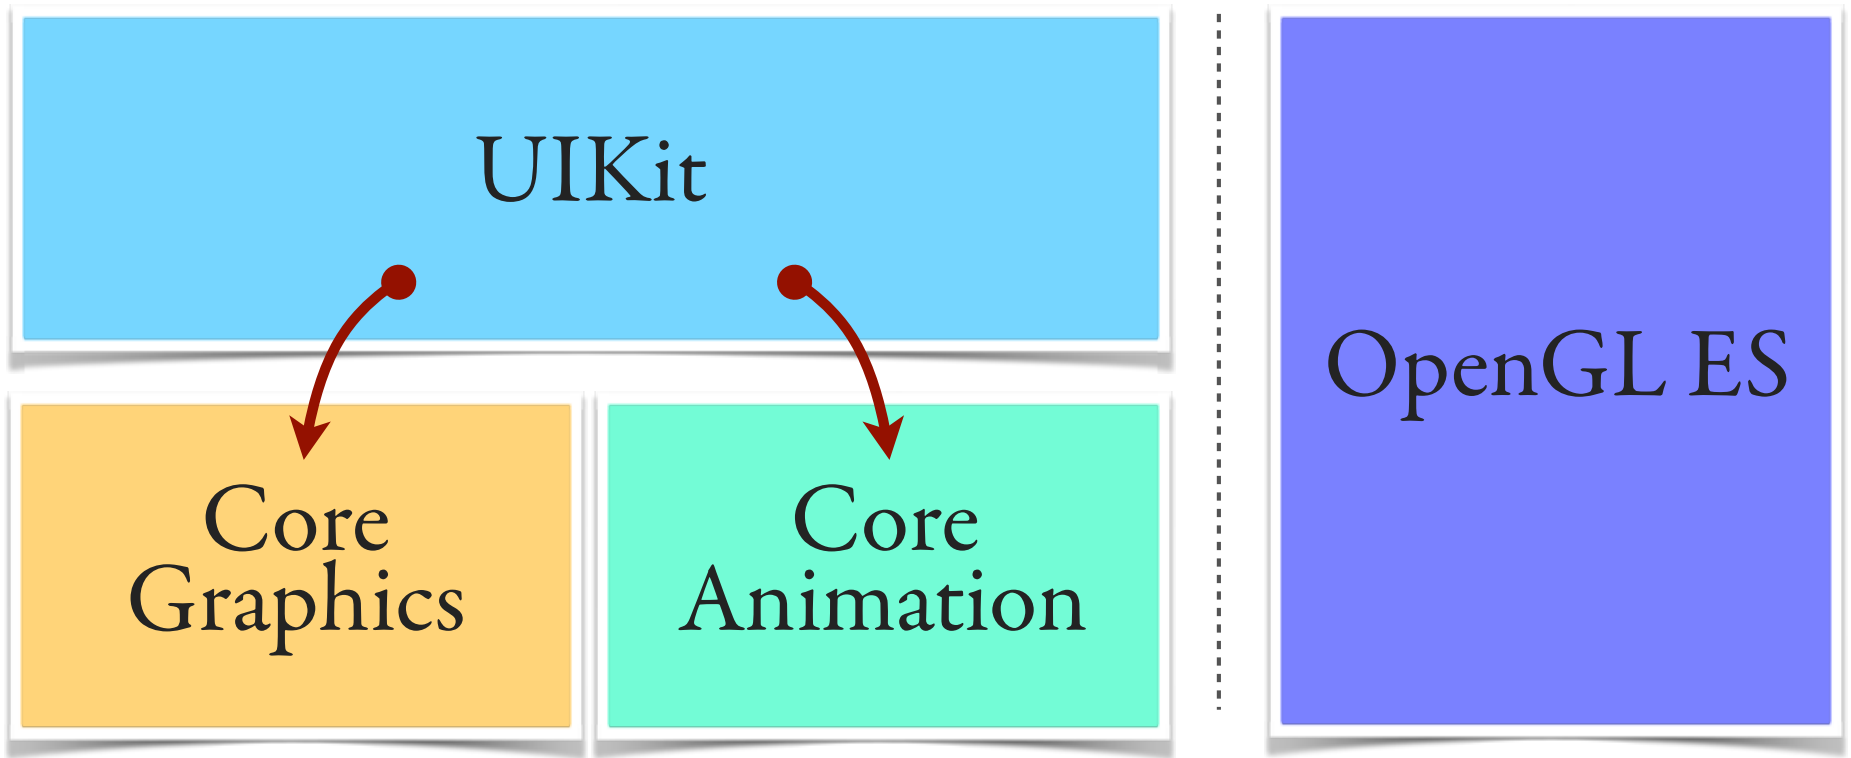 UIKit
Core
Graphics
Core
Animation
OpenGL ES